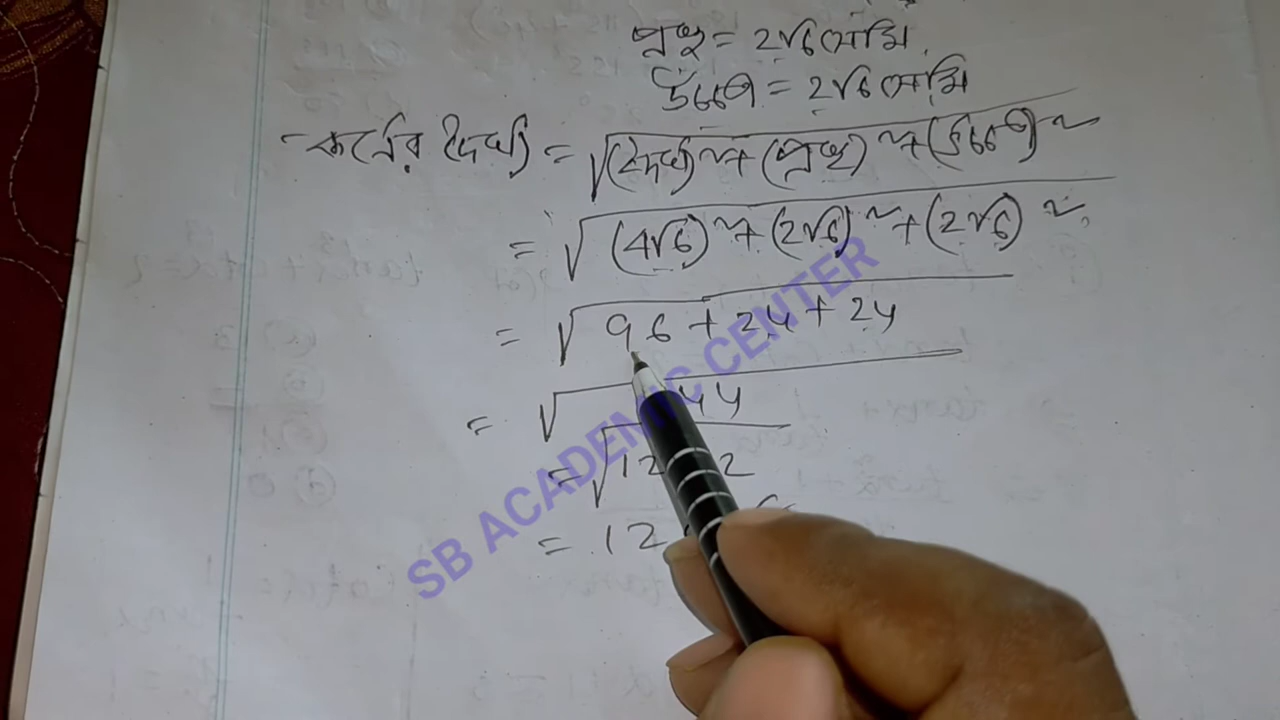 প্রস্থ = 2√6 সেমি.
উচ্চতা = 2√6 সেমি
কর্ণের দৈর্ঘ্য = √(দৈর্ঘ্য)² + (প্রস্থ)² + (উচ্চতা)²
= √(4√6)² + (2√6)² + (2√6)²
= √96 + 24 + 24
= √144
= √12
= 12
SB ACADEMIC CENTER